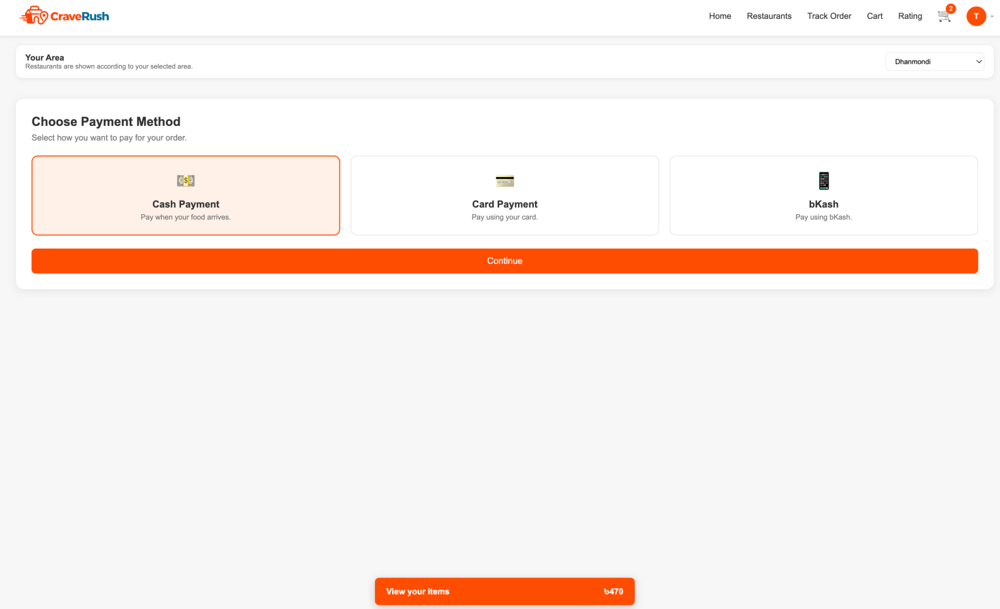 CraveRush
Home Restaurants Track Order Cart Rating 2 T
Your Area
Restaurants are shown according to your selected area.
Dhanmondi
Choose Payment Method
Select how you want to pay for your order.
Cash Payment
Pay when your food arrives.
Card Payment
Pay using your card.
bKash
Pay using bKash.
Continue
View your items ৳470